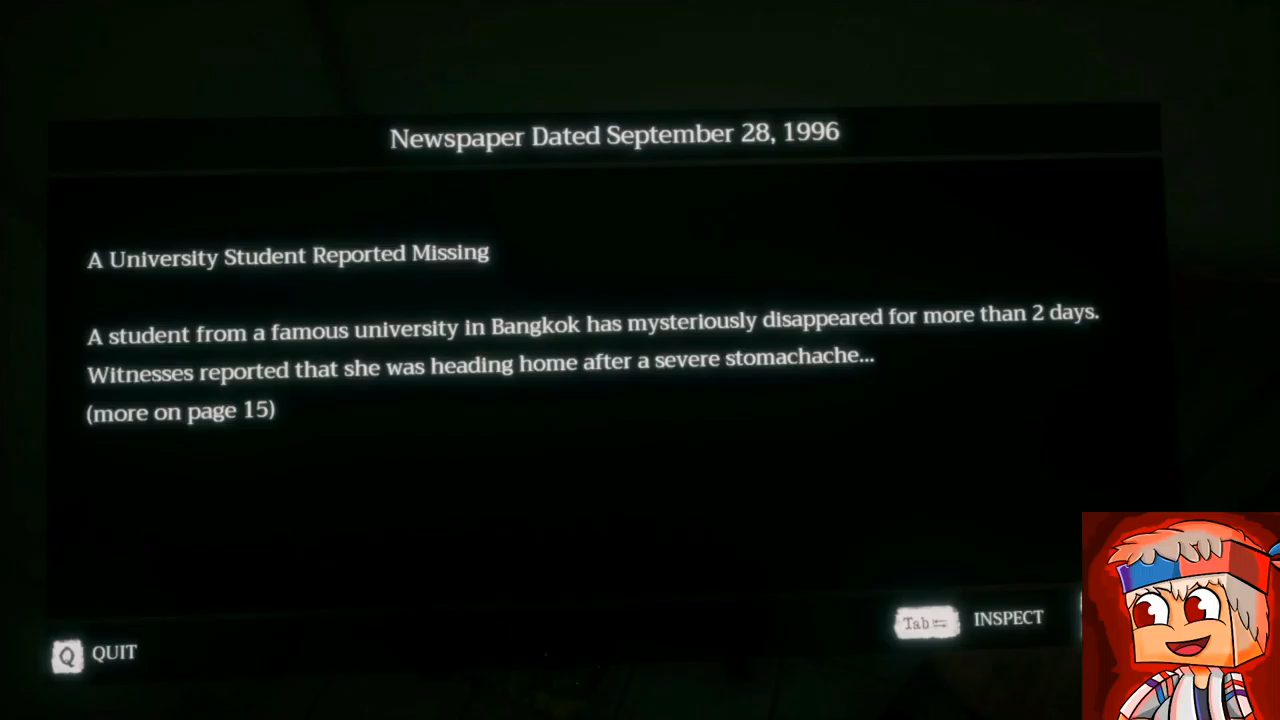 Newspaper Dated September 28, 1996
A University Student Reported Missing
A student from a famous university in Bangkok has mysteriously disappeared for more than 2 days.
Witnesses reported that she was heading home after a severe stomachache...
(more on page 15)
Tab INSPECT
Q QUIT